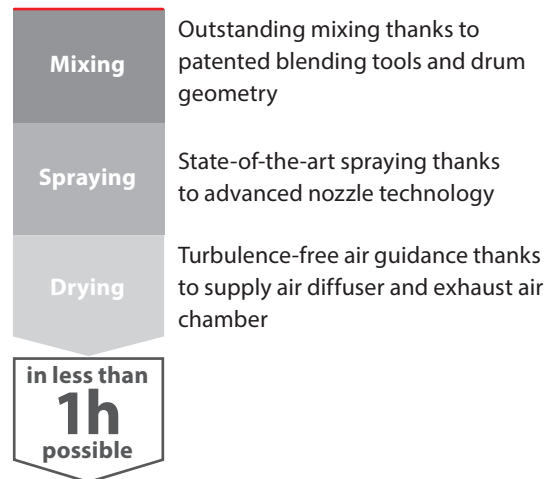 Mixing
Outstanding mixing thanks to
patented blending tools and drum
geometry
Spraying
State-of-the-art spraying thanks
to advanced nozzle technology
Drying
Turbulence-free air guidance thanks
to supply air diffuser and exhaust air
chamber
in less than
1h
possible